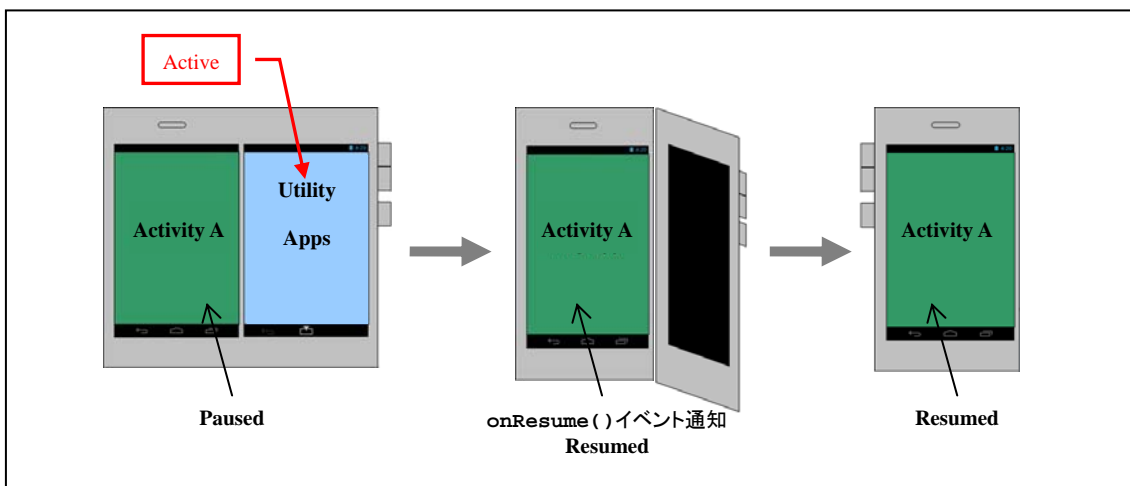 Active
Activity A
Utility
Apps
Paused
Activity A
onResume()イベント通知
Resumed
Activity A
Resumed